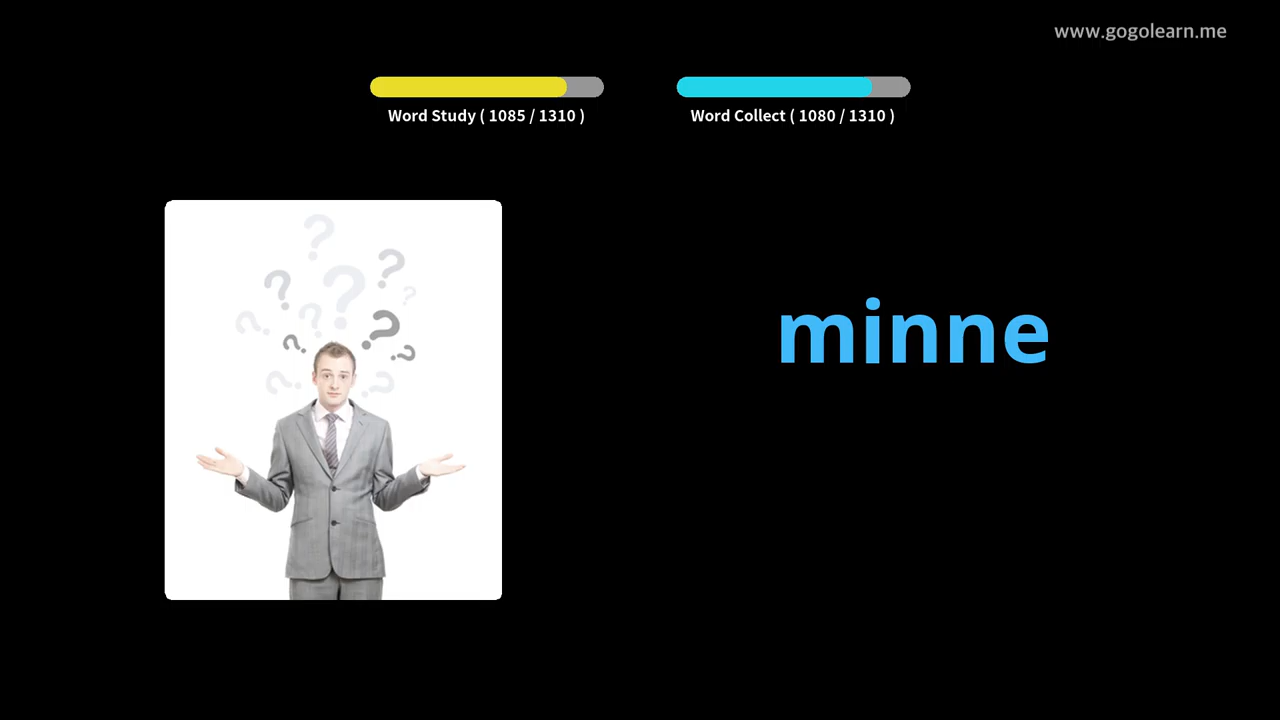 www.gogolearn.me
Word Study ( 1085 / 1310 )
Word Collect ( 1080 / 1310 )
? ? ? ? ? ? ? ? ? ? ? ?
minne